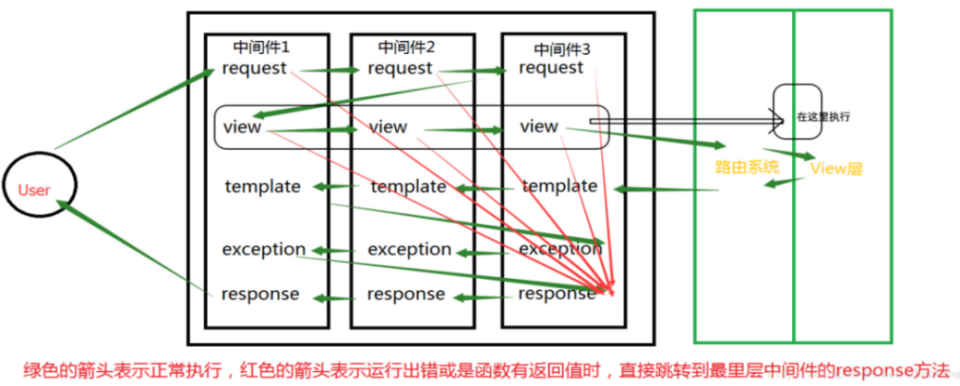 中间件1 中间件2 中间件3
request request request
在这里执行
view view view
路由系统 View层
User
template template template
exception exception exception
response response response
绿色的箭头表示正常执行，红色的箭头表示运行出错或是函数有返回值时，直接跳转到最里层中间件的response方法